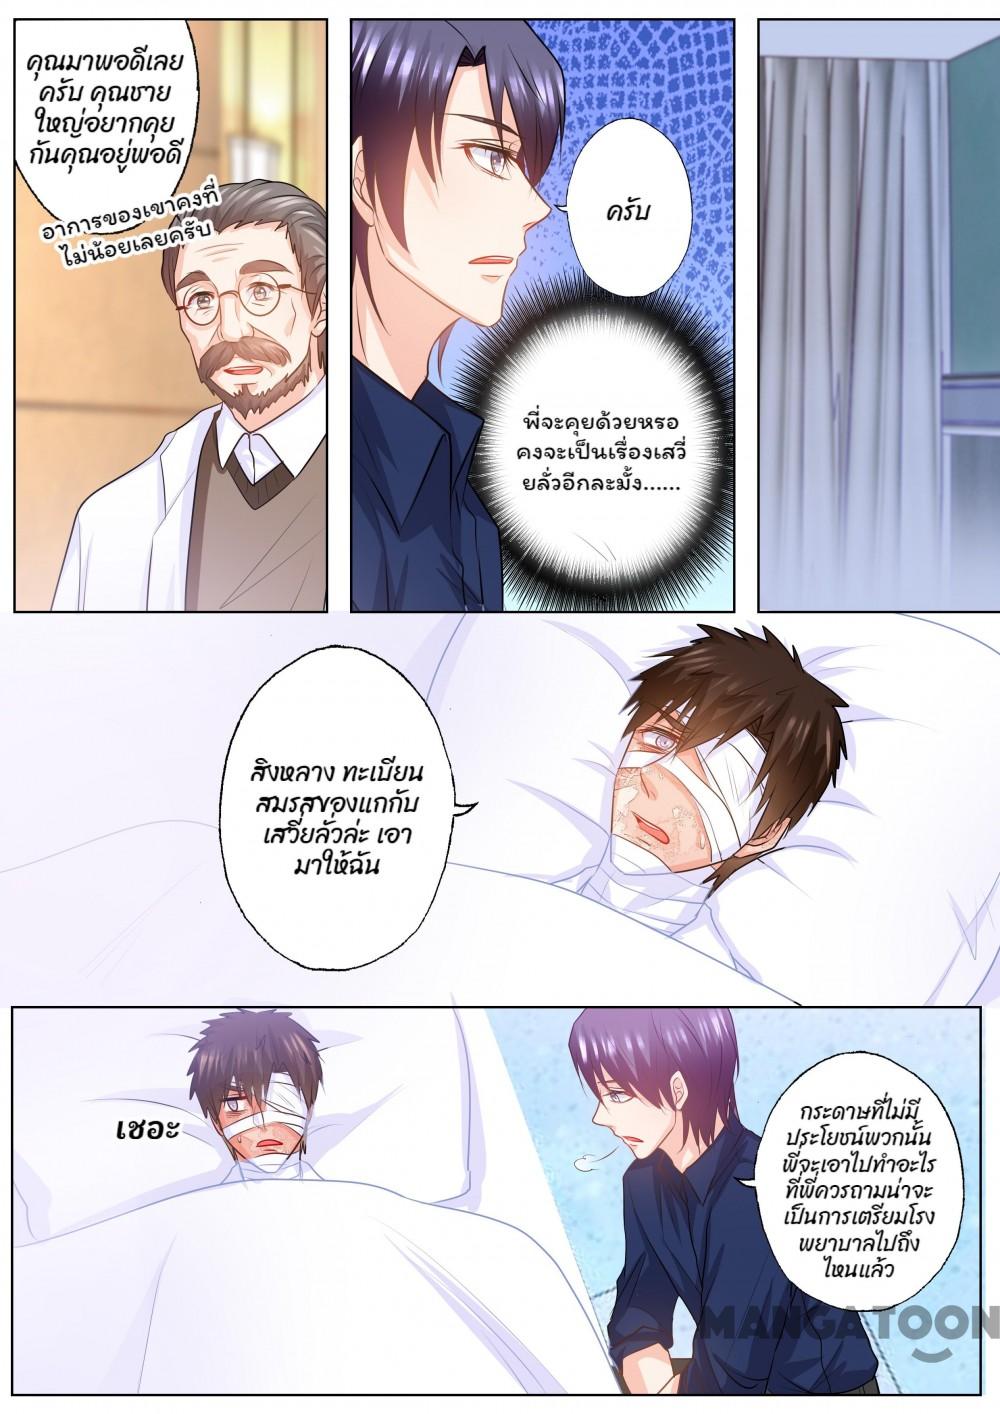 คุณมาพอดีเลย
ครับ คุณชาย
ใหญ่อยากคุย
กันคุณอยู่พอดี
อาการของเขาคงที่
ไม่น้อยเลยครับ
ครับ
พี่จะคุยด้วยหรอ
คงจะเป็นเรื่องเสวี่
ยลั่วอีกละมั้ง......
สิงหลาง ทะเบียน
สมรสของแกกับ
เสวี่ยลั่วล่ะ เอา
มาให้ฉัน
เชอะ
กระดาษที่ไม่มี
ประโยชน์พวกนั้น
พี่จะเอาไปทำอะไร
ที่พี่ควรถามน่าจะ
เป็นการเตรียมโรง
พยาบาลไปถึง
ไหนแล้ว
MANGATOON